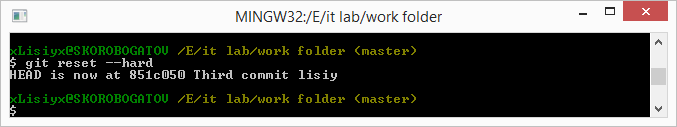 MINGW32:/E/it lab/work folder
xLisiyx@SKOROBOGATOV /E/it lab/work folder (master)
$ git reset --hard
HEAD is now at 851c050 Third commit lisiy
xLisiyx@SKOROBOGATOV /E/it lab/work folder (master)
$